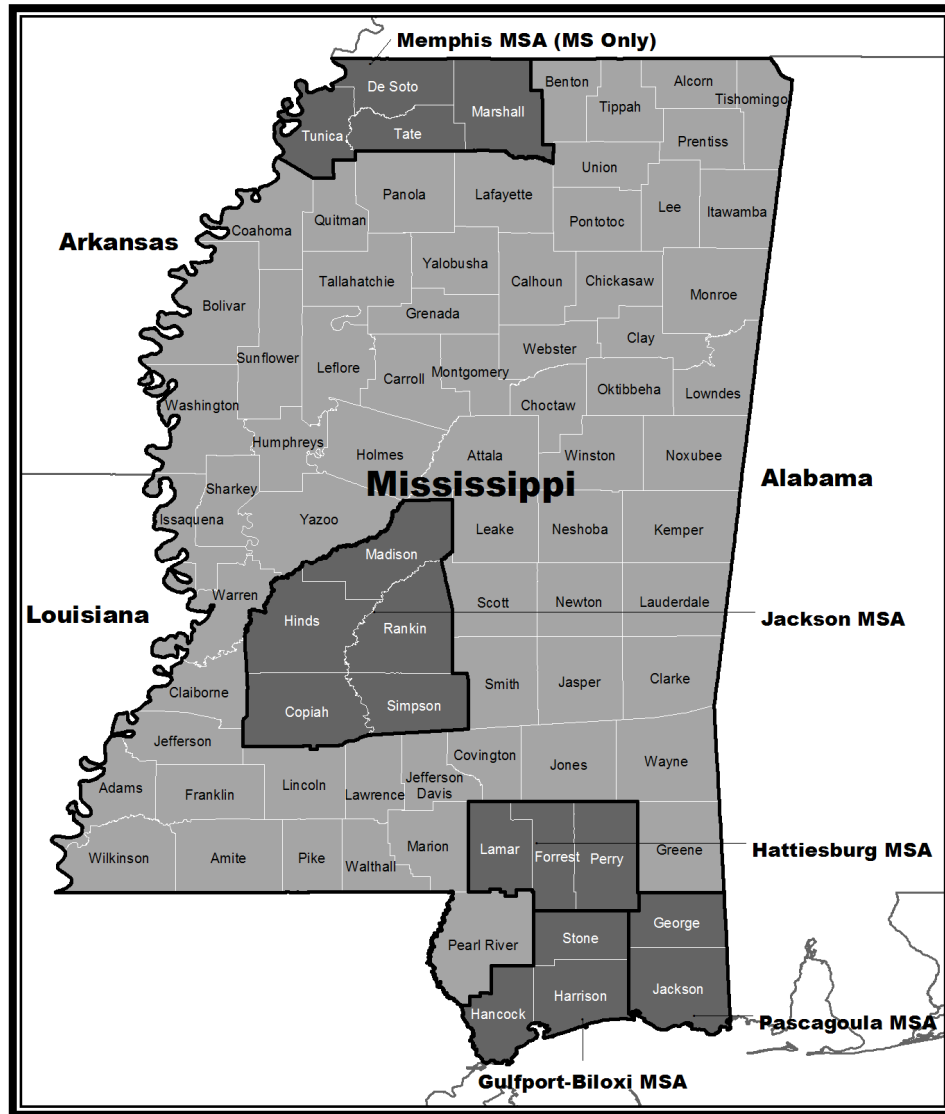 Memphis MSA (MS Only)
Benton
Alcorn
Tippah
Tishomingo
De Soto
Marshall
Tunica
Tate
Prentiss
Union
Panola
Lafayette
Lee
Itawamba
Quitman
Pontotoc
Coahoma
Arkansas
Yalobusha
Tallahatchie
Calhoun
Chickasaw
Monroe
Bolivar
Grenada
Clay
Webster
Sunflower
Leflore
Carroll
Montgomery
Oktibbeha
Lowndes
Washington
Choctaw
Humphreys
Holmes
Attala
Winston
Noxubee
Mississippi
Alabama
Sharkey
Issaquena
Yazoo
Leake
Neshoba
Kemper
Madison
Warren
Louisiana
Hinds
Rankin
Scott
Newton
Lauderdale
Jackson MSA
Claiborne
Copiah
Simpson
Smith
Jasper
Clarke
Jefferson
Covington
Jones
Wayne
Adams
Franklin
Lincoln
Lawrence
Jefferson
Davis
Wilkinson
Amite
Pike
Walthall
Marion
Lamar
Forrest
Perry
Greene
Hattiesburg MSA
Pearl River
Stone
George
Hancock
Harrison
Jackson
Pascagoula MSA
Gulfport-Biloxi MSA